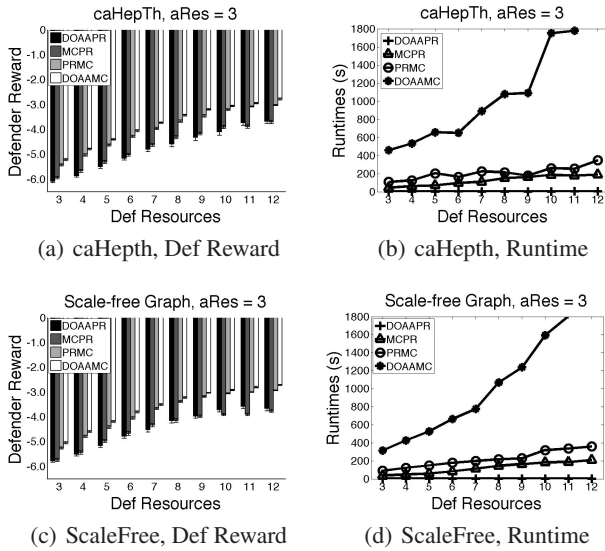 caHepTh, aRes = 3
0
-1.0
-2.0
-3.0
-4.0
-5.0
-6.0
Defender Reward
DOAAPR
MCPR
PRMC
DOAAMC
3 4 5 6 7 8 9 10 11 12
Def Resources
(a) caHepth, Def Reward
caHepTh, aRes = 3
1800
1600
1400
1200
1000
800
600
400
200
0
Runtimes (s)
DOAAPR
MCPR
PRMC
DOAAMC
3 4 5 6 7 8 9 10 11 12
Def Resources
(b) caHepth, Runtime
Scale-free Graph, aRes = 3
0
-1.0
-2.0
-3.0
-4.0
-5.0
-6.0
Defender Reward
DOAAPR
MCPR
PRMC
DOAAMC
3 4 5 6 7 8 9 10 11 12
Def Resources
(c) ScaleFree, Def Reward
Scale-free Graph, aRes = 3
1800
1600
1400
1200
1000
800
600
400
200
0
Runtimes (s)
DOAAPR
MCPR
PRMC
DOAAMC
3 4 5 6 7 8 9 10 11 12
Def Resources
(d) ScaleFree, Runtime